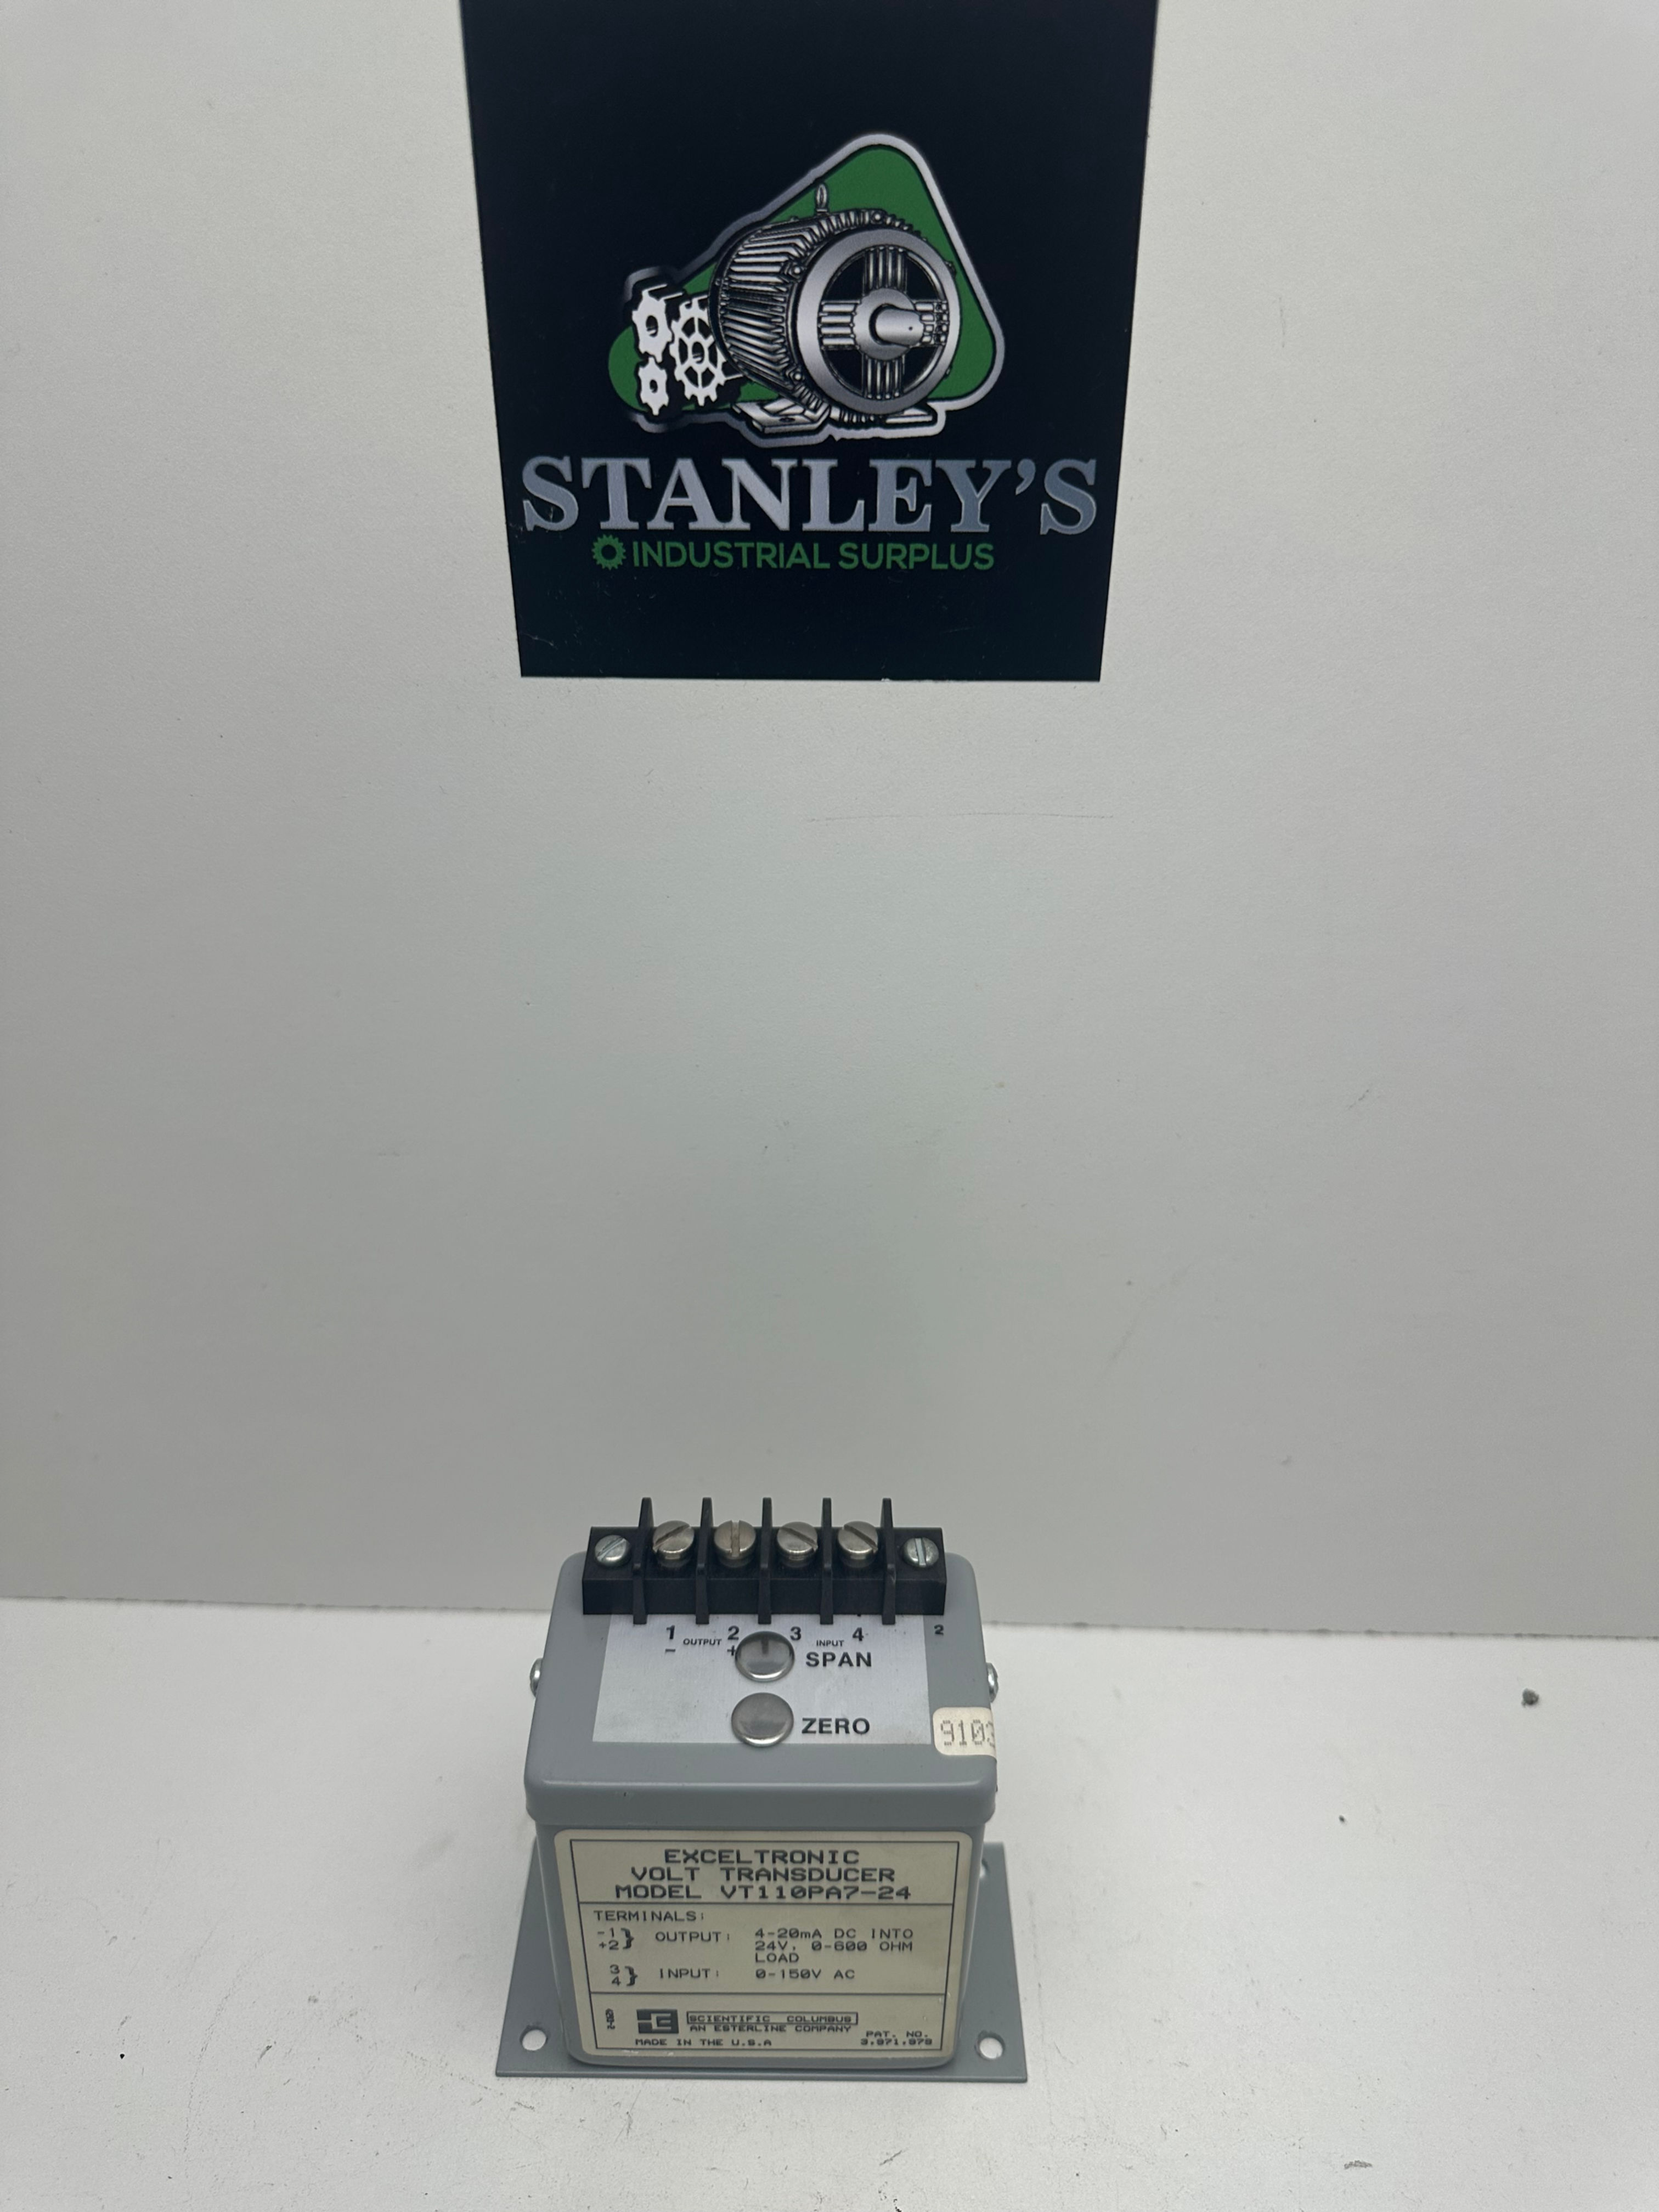 STANLEY'S
INDUSTRIAL SURPLUS
1 OUTPUT 2 3 INPUT 4 2
- +
SPAN
ZERO
9103
EXCELTRONIC
VOLT TRANSDUCER
MODEL VT110PA7-24
TERMINALS:
-1} OUTPUT: 4-20mA DC INTO
+2} 24V, 0-600 OHM
LOAD
3} INPUT: 0-150V AC
4}
SCIENTIFIC COLUMBUS
AN ESTERLINE COMPANY
MADE IN THE U.S.A
PAT. NO.
3,971,979